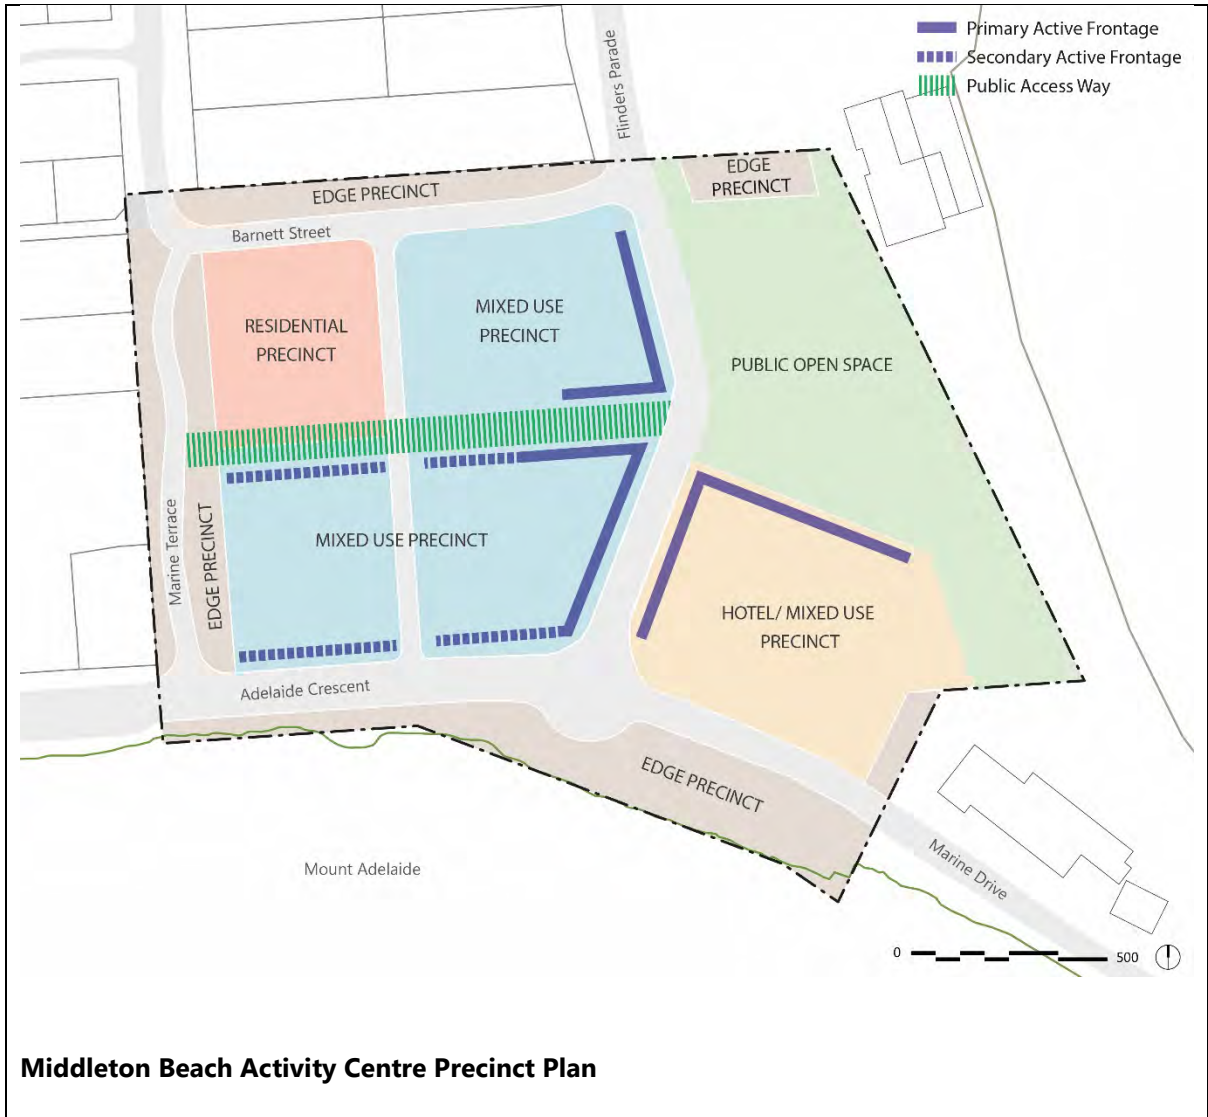 Primary Active Frontage
Secondary Active Frontage
Public Access Way
Flinders Parade
EDGE
PRECINCT
EDGE PRECINCT
Barnett Street
RESIDENTIAL
PRECINCT
MIXED USE
PRECINCT
PUBLIC OPEN SPACE
Marine Terrace
EDGE PRECINCT
MIXED USE PRECINCT
HOTEL/ MIXED USE
PRECINCT
Adelaide Crescent
EDGE PRECINCT
Mount Adelaide
Marine Drive
0
500
Middleton Beach Activity Centre Precinct Plan